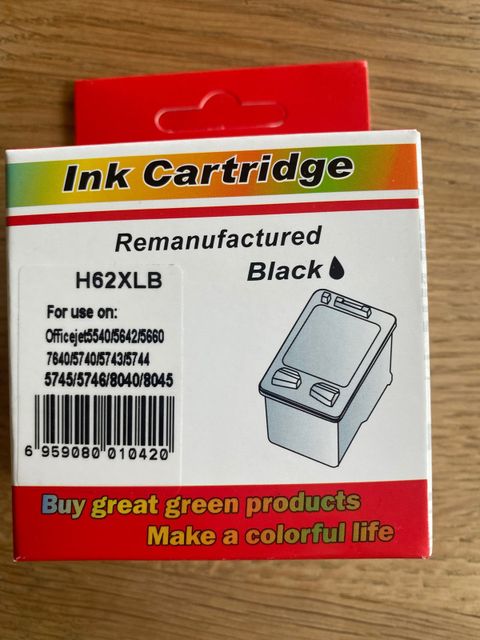 Ink Cartridge
Remanufactured
Black
H62XLB
For use on:
Officejet5540/5642/5660
7640/5740/5743/5744
5745/5746/8040/8045
6 959080 010420
Buy great green products
Make a colorful life